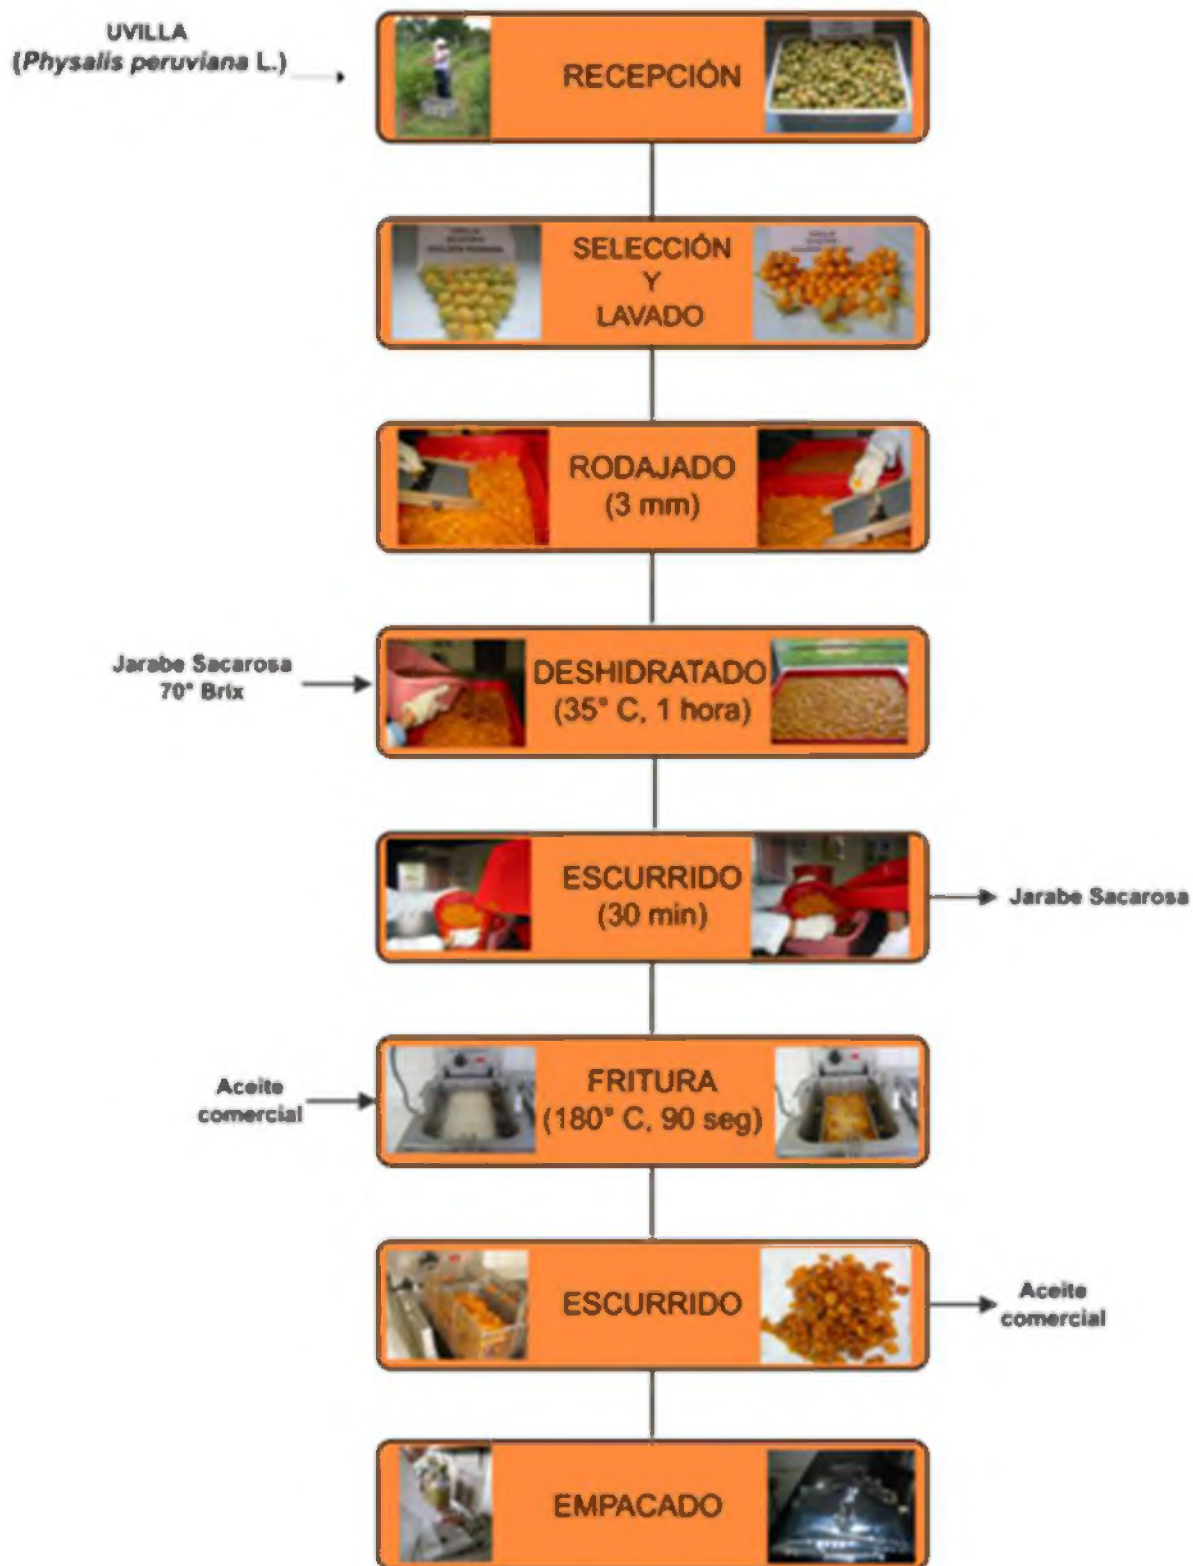 UVILLA
(Physalis peruviana L.)
RECEPCIÓN
SELECCIÓN
Y
LAVADO
RODAJADO
(3 mm)
Jarabe Sacarosa
70° Brix
DESHIDRATADO
(35° C, 1 hora)
ESCURRIDO
(30 min)
Jarabe Sacarosa
Aceite
comercial
FRITURA
(180° C, 90 seg)
ESCURRIDO
Aceite
comercial
EMPACADO